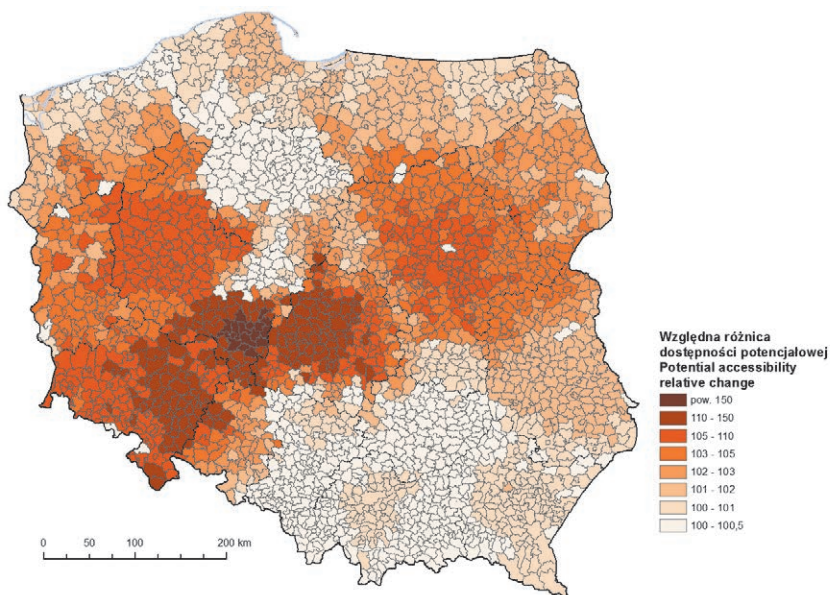 Względna różnica
dostępności potencjałowej
Potential accessibility
relative change
pow. 150
110 - 150
105 - 110
103 - 105
102 - 103
101 - 102
100 - 101
100 - 100,5
0 50 100 200 km